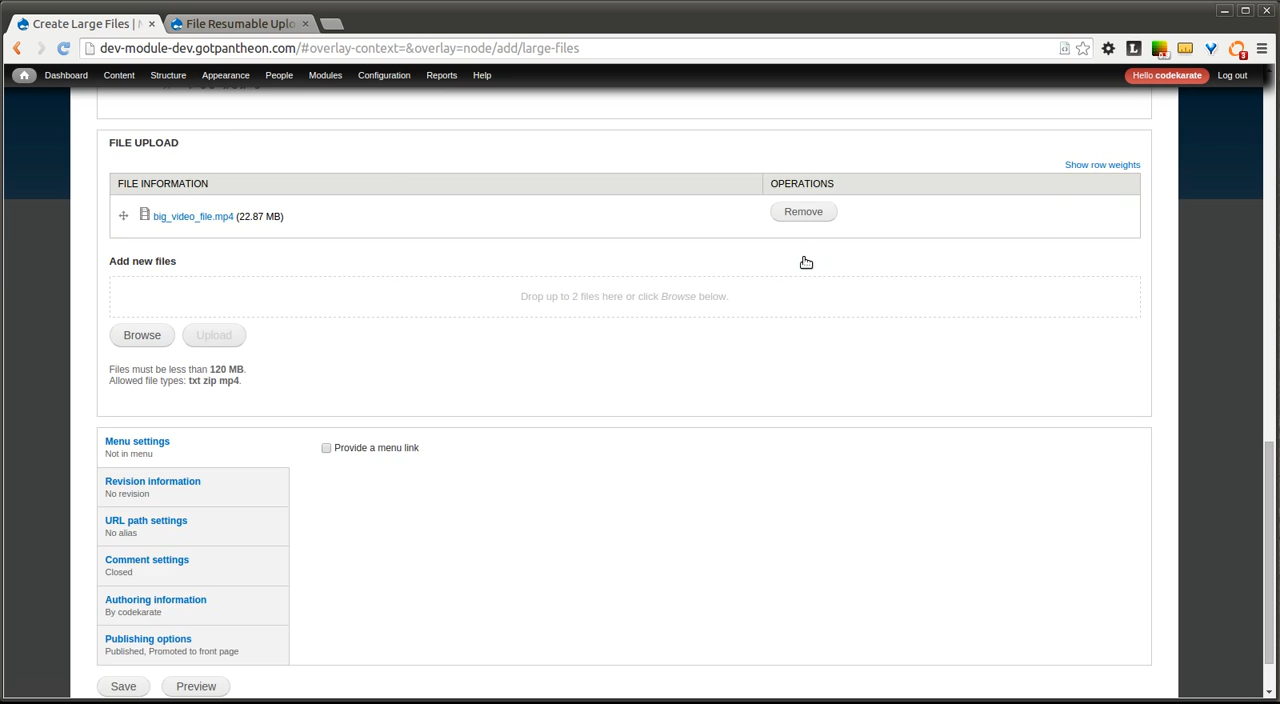 Create Large Files | M
File Resumable Uplo
dev-module-dev.gotpantheon.com/#overlay-context=&overlay=node/add/large-files
Dashboard Content Structure Appearance People Modules Configuration Reports Help Hello codekarate Log out
FILE UPLOAD
Show row weights
FILE INFORMATION OPERATIONS
big_video_file.mp4 (22.87 MB) Remove
Add new files
Drop up to 2 files here or click Browse below.
Browse Upload
Files must be less than 120 MB.
Allowed file types: txt zip mp4.
Menu settings
Not in menu
Provide a menu link
Revision information
No revision
URL path settings
No alias
Comment settings
Closed
Authoring information
By codekarate
Publishing options
Published, Promoted to front page
Save Preview